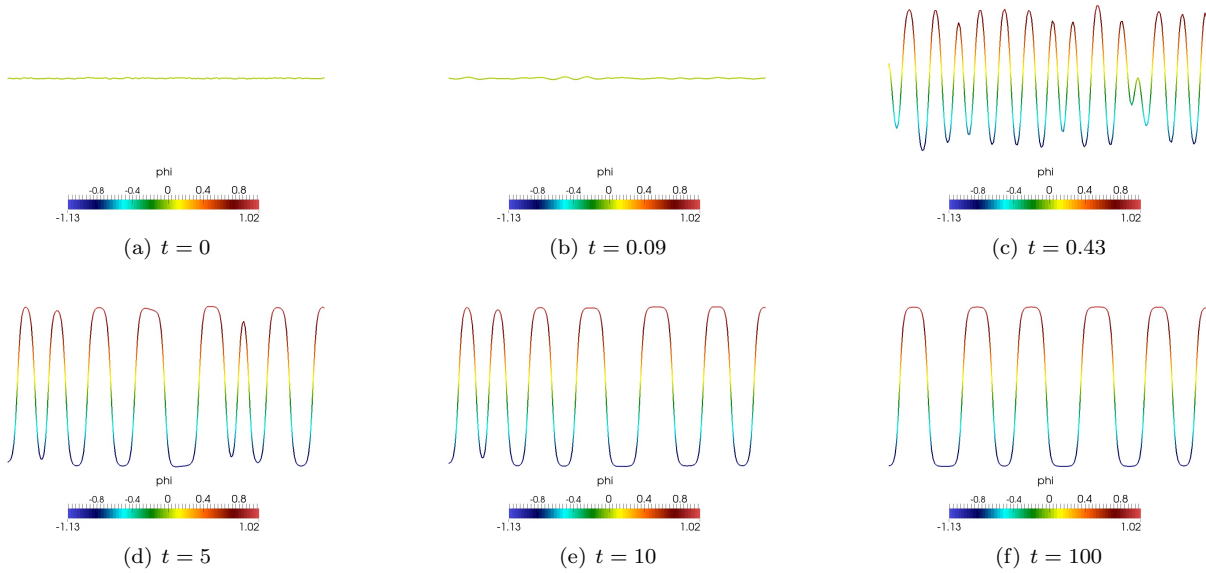 phi
-0.8 -0.4 0 0.4 0.8
-1.13 1.02
(a) t = 0
phi
-0.8 -0.4 0 0.4 0.8
-1.13 1.02
(b) t = 0.09
phi
-0.8 -0.4 0 0.4 0.8
-1.13 1.02
(c) t = 0.43
phi
-0.8 -0.4 0 0.4 0.8
-1.13 1.02
(d) t = 5
phi
-0.8 -0.4 0 0.4 0.8
-1.13 1.02
(e) t = 10
phi
-0.8 -0.4 0 0.4 0.8
-1.13 1.02
(f) t = 100